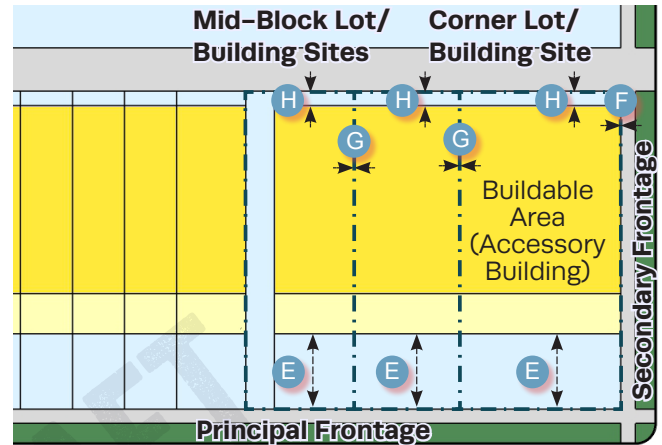 Mid-Block Lot/
Building Sites
Corner Lot/
Building Site
H
H
H
F
G
G
Buildable
Area
(Accessory
Building)
Secondary Frontage
E
E
E
Principal Frontage